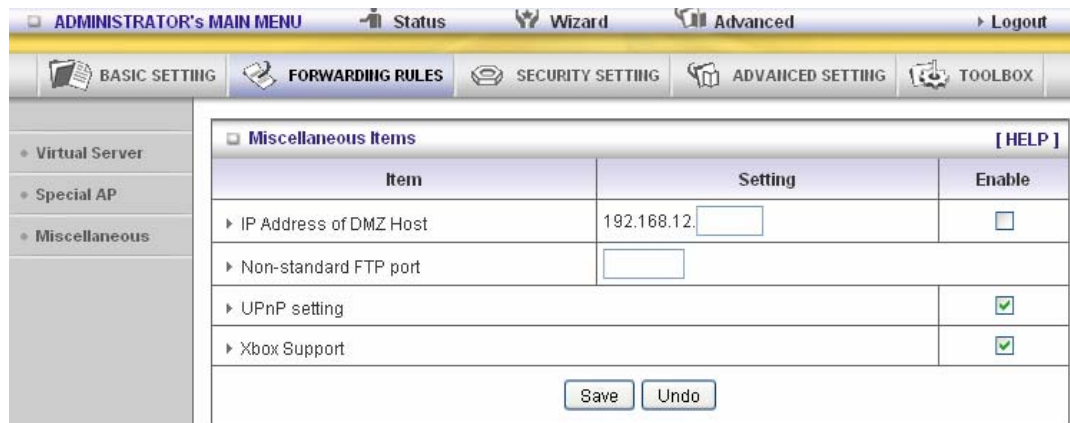 ADMINISTRATOR's MAIN MENU Status Wizard Advanced Logout
BASIC SETTING FORWARDING RULES SECURITY SETTING ADVANCED SETTING TOOLBOX
Virtual Server
Special AP
Miscellaneous
Miscellaneous Items [ HELP ]
Item Setting Enable
IP Address of DMZ Host 192.168.12.
Non-standard FTP port
UPnP setting
Xbox Support
Save Undo